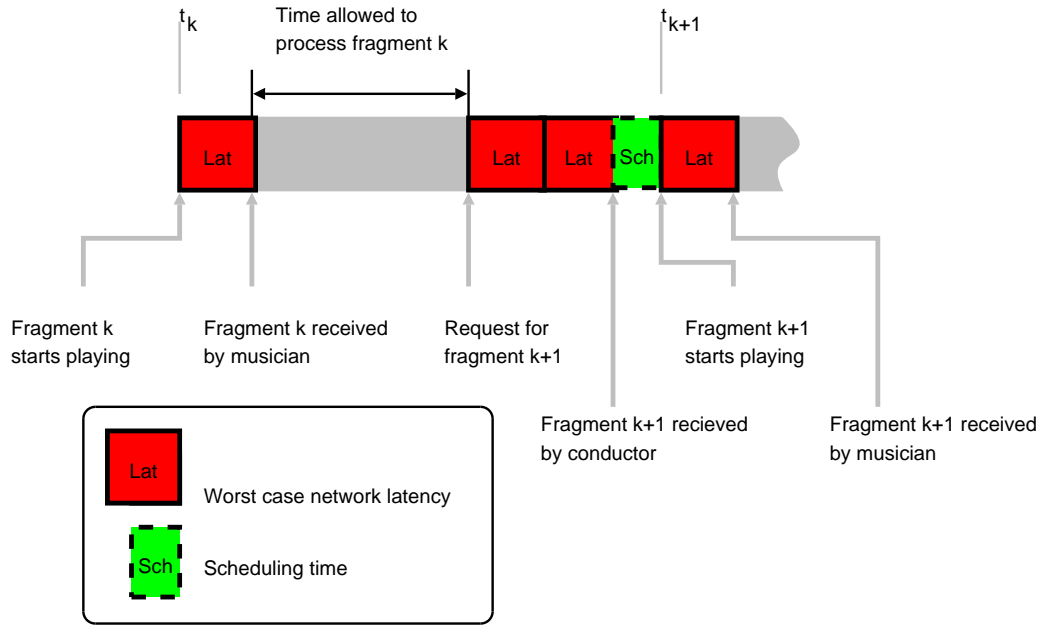 t_k
Time allowed to
process fragment k
t_k+1
Lat
Lat
Lat
Sch
Lat
Fragment k
starts playing
Fragment k received
by musician
Request for
fragment k+1
Fragment k+1
starts playing
Fragment k+1 recieved
by conductor
Fragment k+1 received
by musician
Lat
Worst case network latency
Sch
Scheduling time